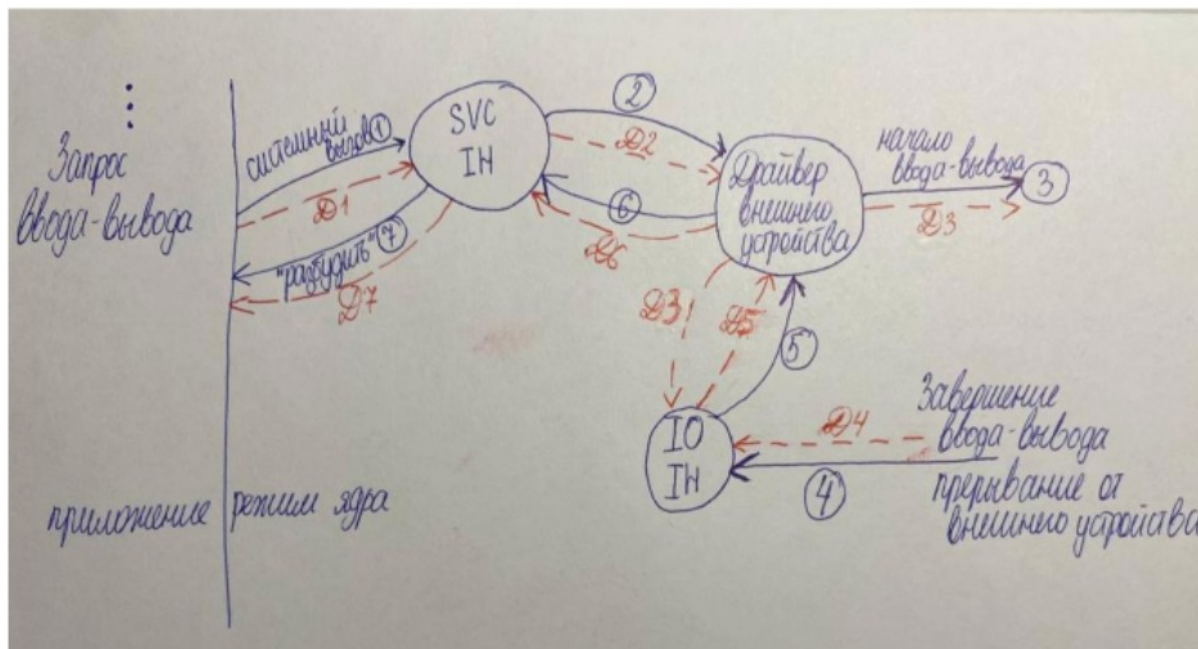 Запрос
ввода-вывода
системный
вызов ①
Д1
SVC
IH
"разбудить" ⑦
Д7
②
Д2
⑥
Д6
Драйвер
внешнего
устройства
начало
ввода-вывода
③
Д3
Д3!
Д5
⑤
IO
IH
Д4
④
Завершение
ввода-вывода
прерывание от
внешнего устройства
приложение
режим ядра